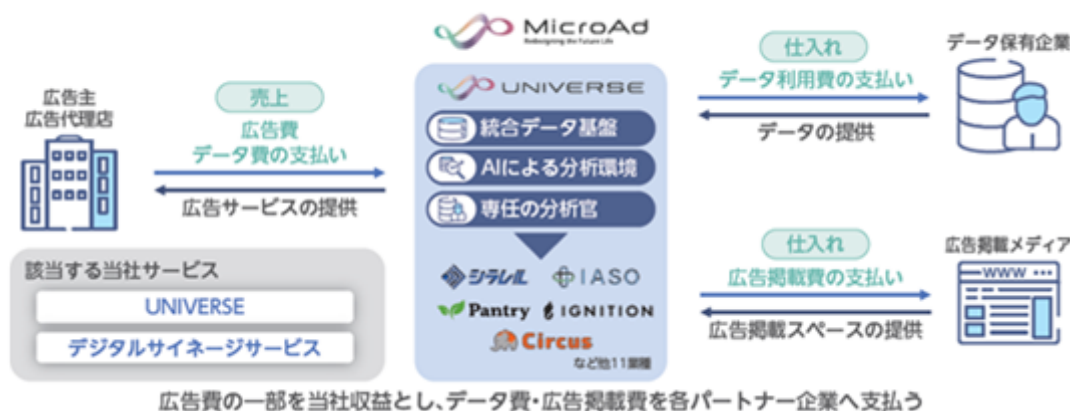 MicroAd
Redesigning the Future Life
広告主
広告代理店
売上
広告費
データ費の支払い
広告サービスの提供
該当する当社サービス
UNIVERSE
デジタルサイネージサービス
UNIVERSE
統合データ基盤
AIによる分析環境
専任の分析官
シラレル
IASO
Pantry
IGNITION
Circus
など他11業種
仕入れ
データ利用費の支払い
データの提供
データ保有企業
仕入れ
広告掲載費の支払い
広告掲載スペースの提供
広告掲載メディア
WWW
広告費の一部を当社収益とし、データ費・広告掲載費を各パートナー企業へ支払う